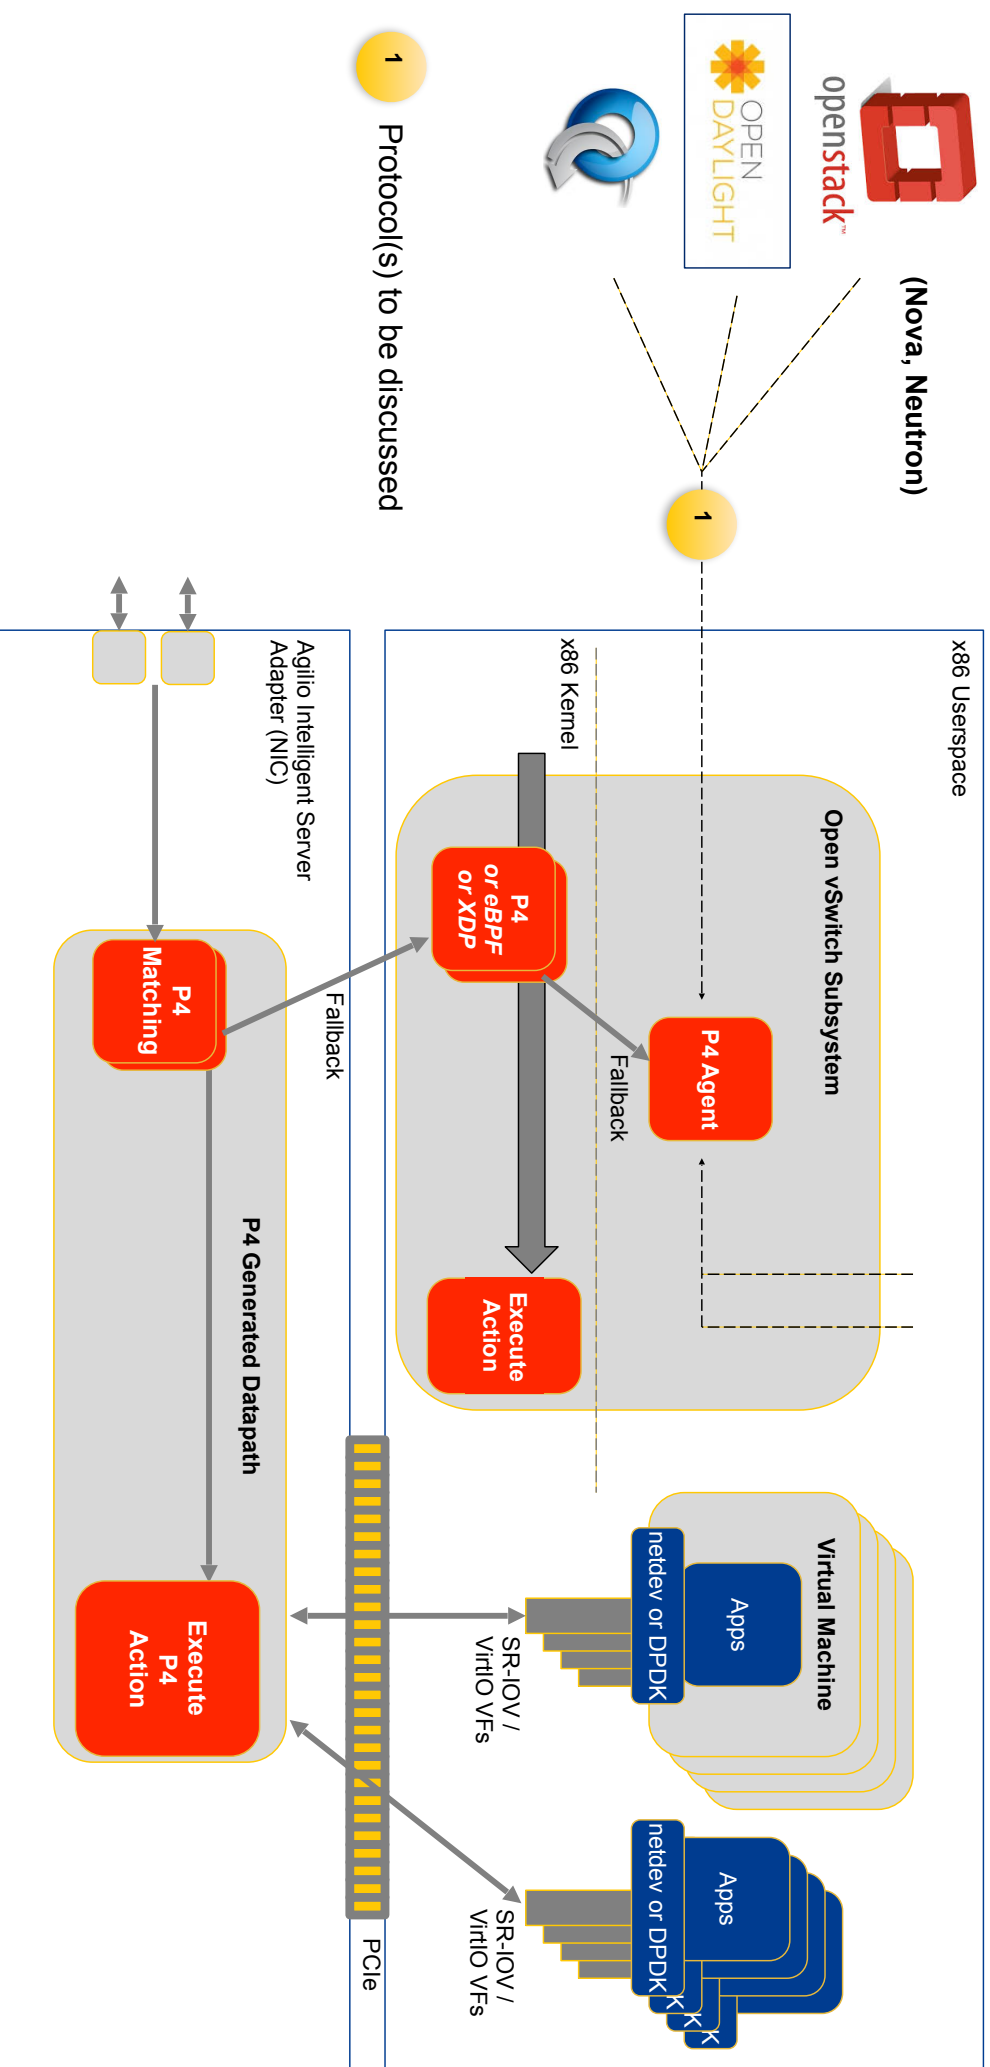 openstack™
(Nova, Neutron)
OPEN
DAYLIGHT
1
1
Protocol(s) to be discussed
x86 Userspace
Open vSwitch Subsystem
P4 Agent
Fallback
x86 Kernel
P4
or eBPF
or XDP
Execute
Action
Virtual Machine
Apps
netdev or DPDK
SR-IOV /
VirtIO VFs
Apps
netdev or DPDK
K
K
K
SR-IOV /
VirtIO VFs
PCIe
Fallback
Agilio Intelligent Server
Adapter (NIC)
P4 Generated Datapath
P4
Matching
Execute
P4
Action